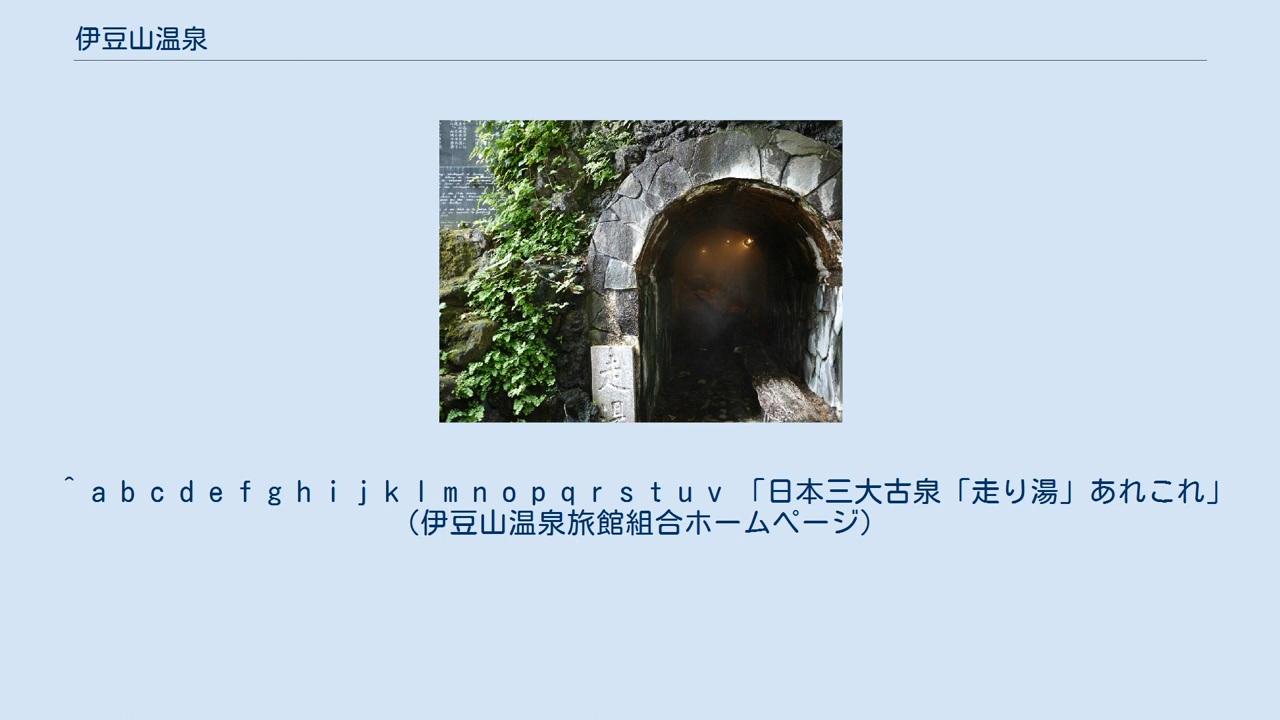 伊豆山温泉
走
^ a b c d e f g h i j k l m n o p q r s t u v 「日本三大古泉「走り湯」あれこれ」
(伊豆山温泉旅館組合ホームページ)